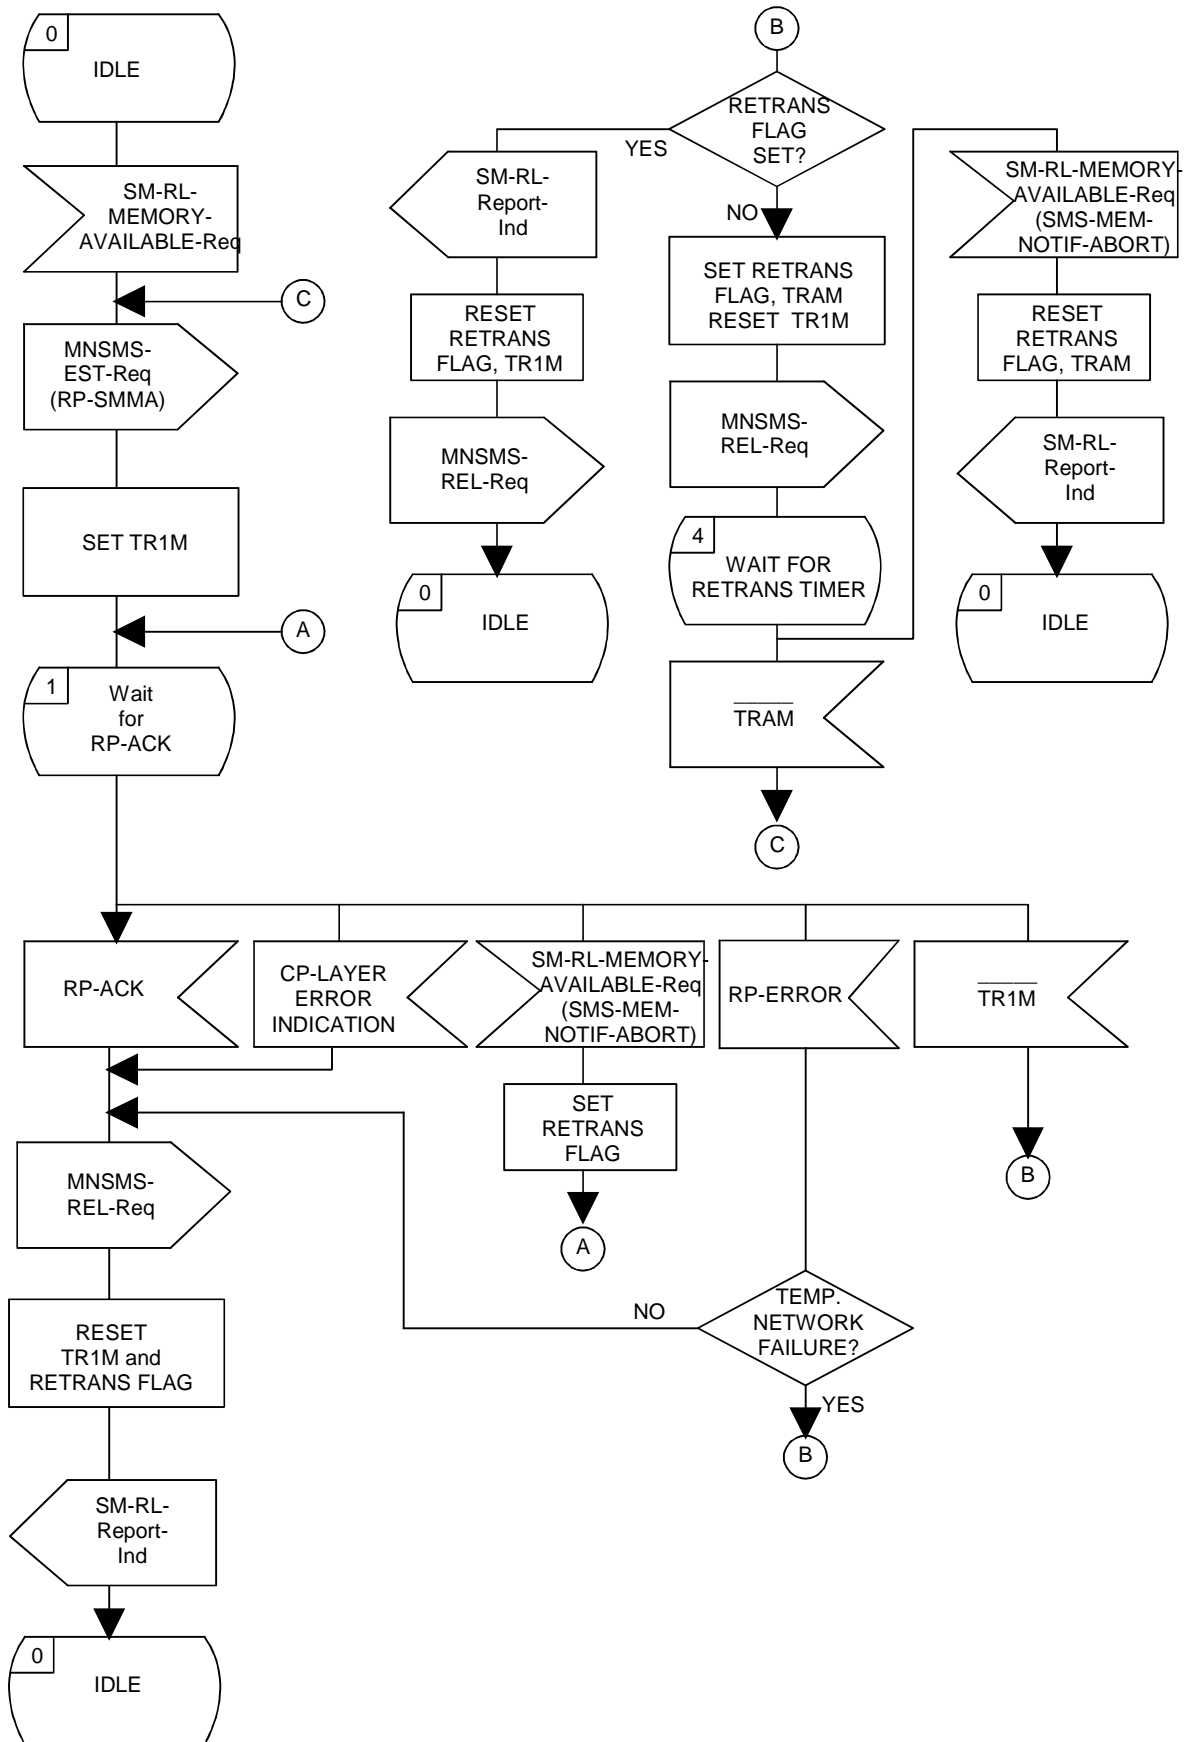 0
IDLE
SM-RL-
MEMORY-
AVAILABLE-Req
C
MNSMS-
EST-Req
(RP-SMMA)
SET TR1M
A
1
Wait
for
RP-ACK
B
RETRANS
FLAG
SET?
YES
NO
SM-RL-
Report-
Ind
RESET
RETRANS
FLAG, TR1M
MNSMS-
REL-Req
0
IDLE
SET RETRANS
FLAG, TRAM
RESET TR1M
MNSMS-
REL-Req
4
WAIT FOR
RETRANS TIMER
TRAM
C
SM-RL-MEMORY-
AVAILABLE-Req
(SMS-MEM-
NOTIF-ABORT)
RESET
RETRANS
FLAG, TRAM
SM-RL-
Report-
Ind
0
IDLE
RP-ACK
CP-LAYER
ERROR
INDICATION
SM-RL-MEMORY-
AVAILABLE-Req
(SMS-MEM-
NOTIF-ABORT)
RP-ERROR
TR1M
SET
RETRANS
FLAG
A
B
MNSMS-
REL-Req
NO
TEMP.
NETWORK
FAILURE?
YES
B
RESET
TR1M and
RETRANS FLAG
SM-RL-
Report-
Ind
0
IDLE